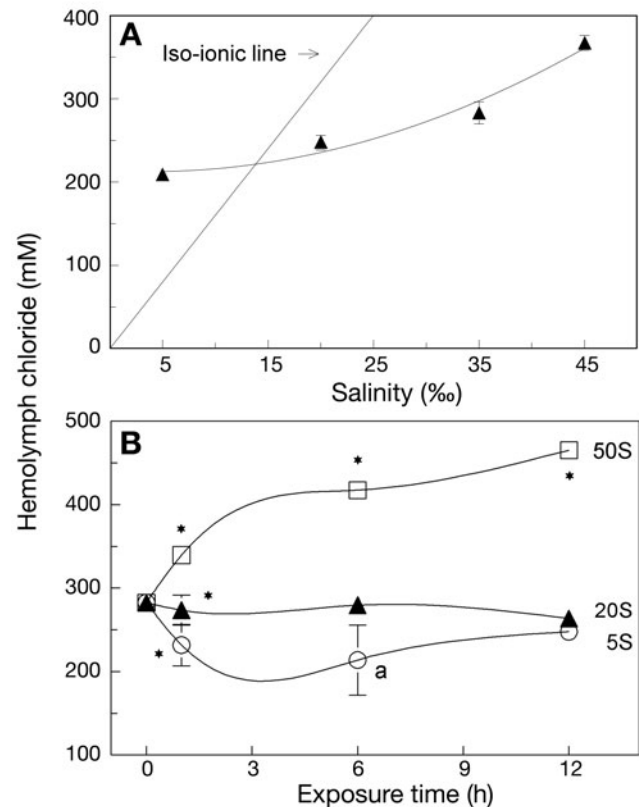 A
Iso-ionic line →
400
300
200
100
0
5 15 25 35 45
Salinity (‰)
Hemolymph chloride (mM)
B
500
400
300
200
100
* * * * *
50S
20S
5S
a
0 3 6 9 12
Exposure time (h)